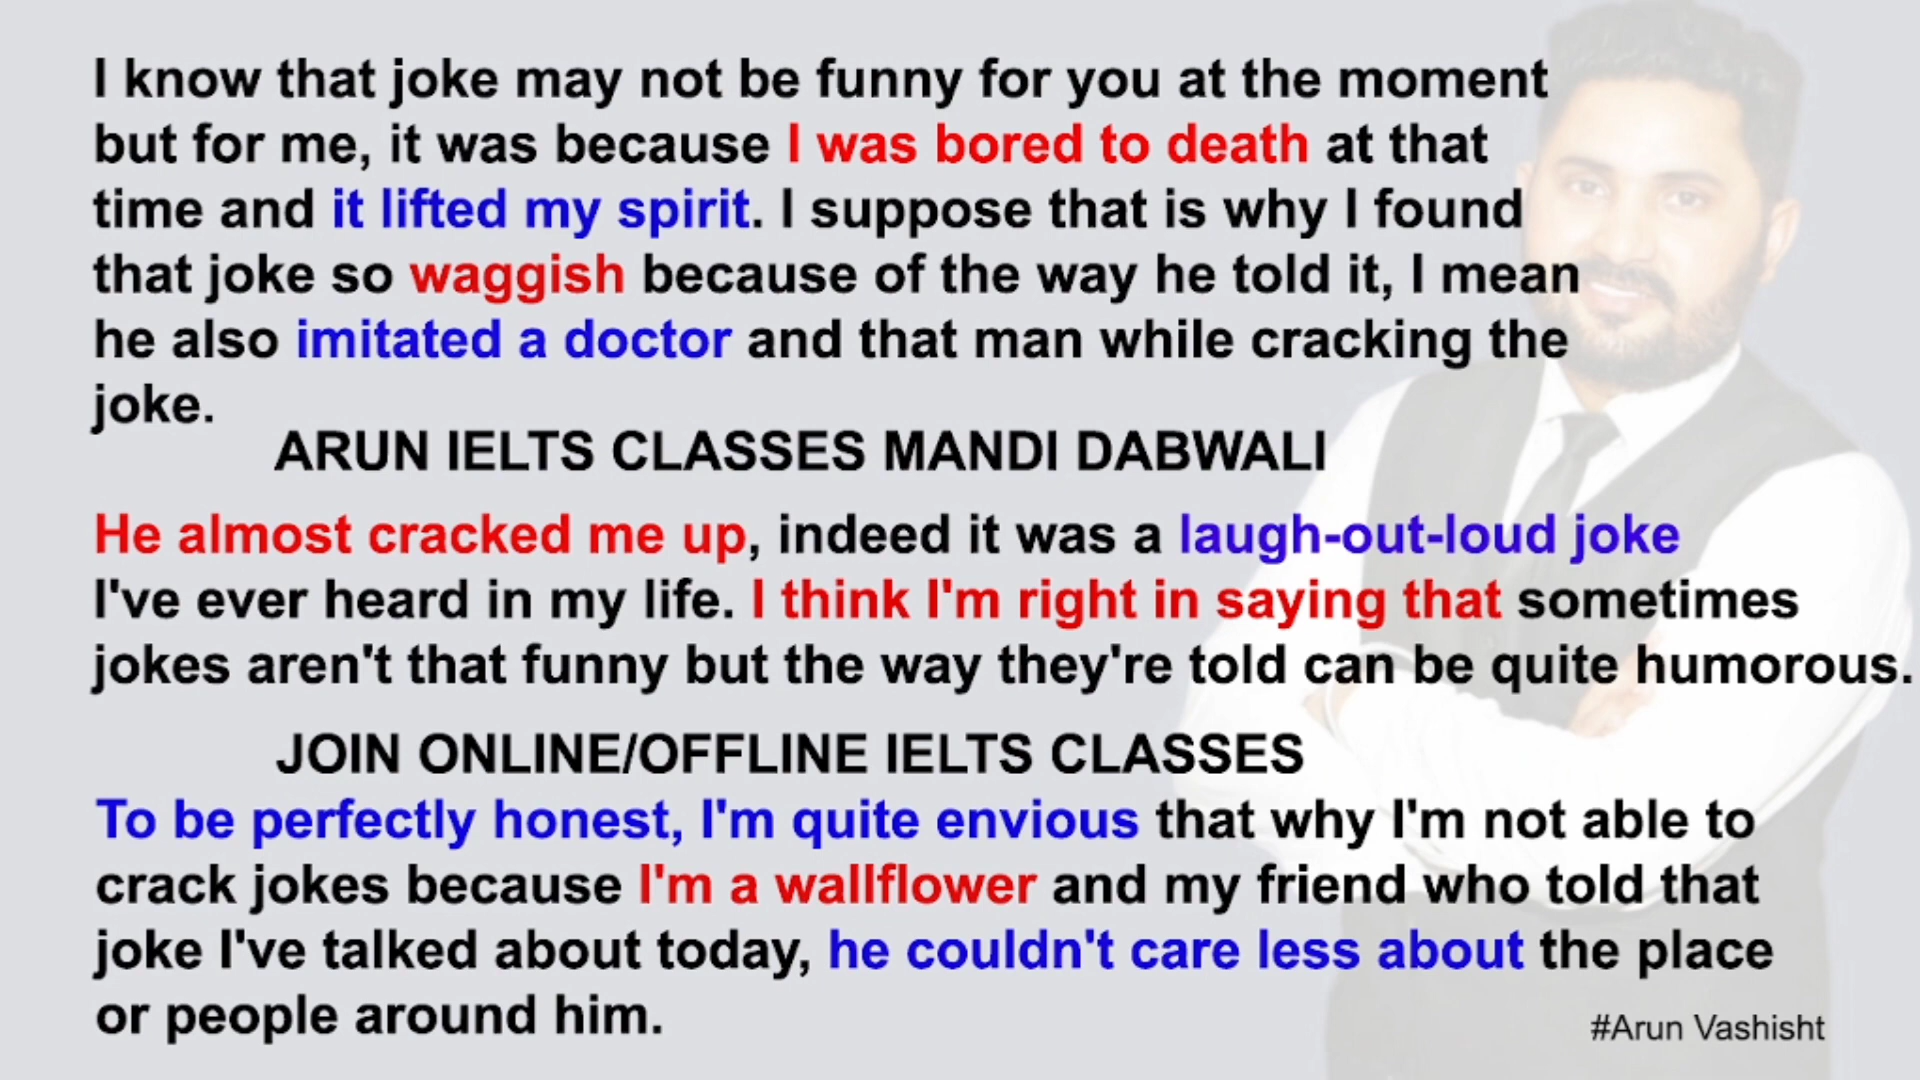 I know that joke may not be funny for you at the moment
but for me, it was because I was bored to death at that
time and it lifted my spirit. I suppose that is why I found
that joke so waggish because of the way he told it, I mean
he also imitated a doctor and that man while cracking the
joke.
ARUN IELTS CLASSES MANDI DABWALI
He almost cracked me up, indeed it was a laugh-out-loud joke
I've ever heard in my life. I think I'm right in saying that sometimes
jokes aren't that funny but the way they're told can be quite humorous.
JOIN ONLINE/OFFLINE IELTS CLASSES
To be perfectly honest, I'm quite envious that why I'm not able to
crack jokes because I'm a wallflower and my friend who told that
joke I've talked about today, he couldn't care less about the place
or people around him.
#Arun Vashisht